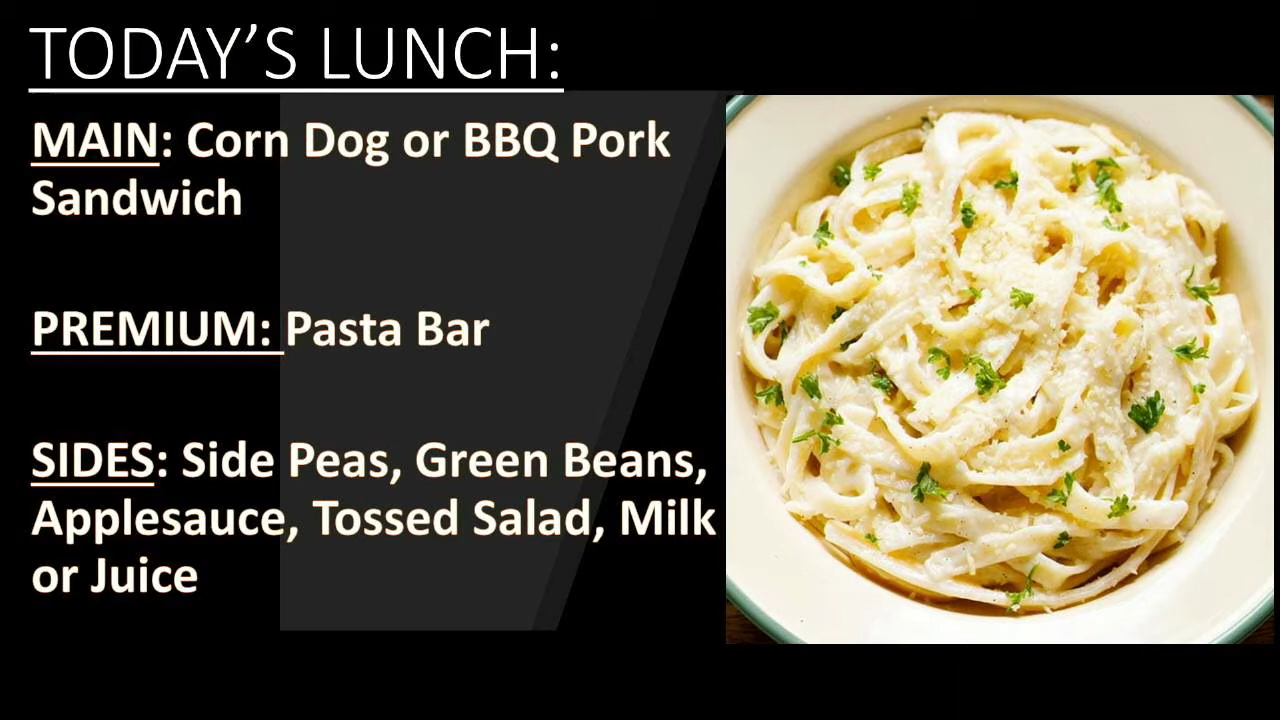 TODAY’S LUNCH:
MAIN: Corn Dog or BBQ Pork
Sandwich
PREMIUM: Pasta Bar
SIDES: Side Peas, Green Beans,
Applesauce, Tossed Salad, Milk
or Juice